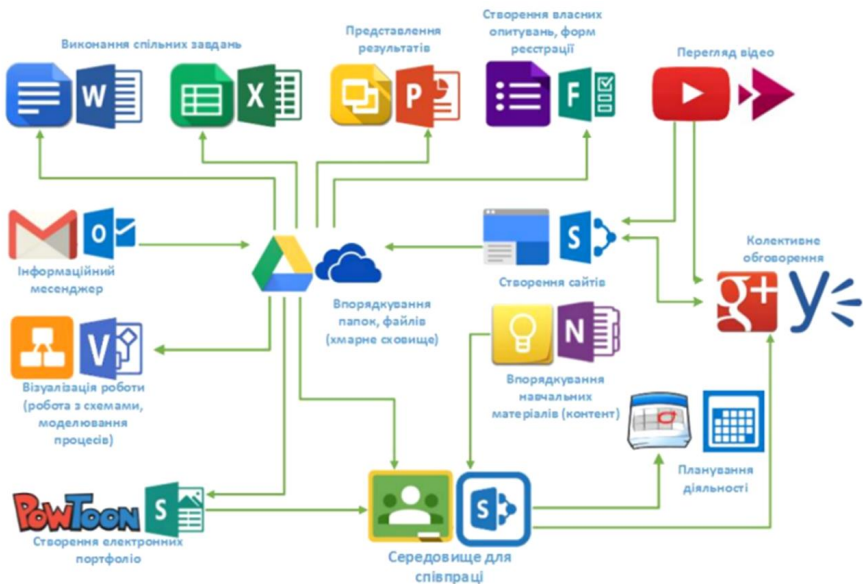 Виконання спільних завдань
Представлення
результатів
Створення власних
опитувань, форм
реєстрації
Перегляд відео
W
X
P
F
O
Інформаційний
месенджер
S
Створення сайтів
Колективне
обговорення
g+
Впорядкування
папок, файлів
(хмарне сховище)
V
Візуалізація роботи
(робота з схемами,
моделювання
процесів)
N
Впорядкування
навчальних
матеріалів (контент)
Планування
діяльності
POWTOON
S
Створення електронних
портфоліо
S
Середовище для
співпраці